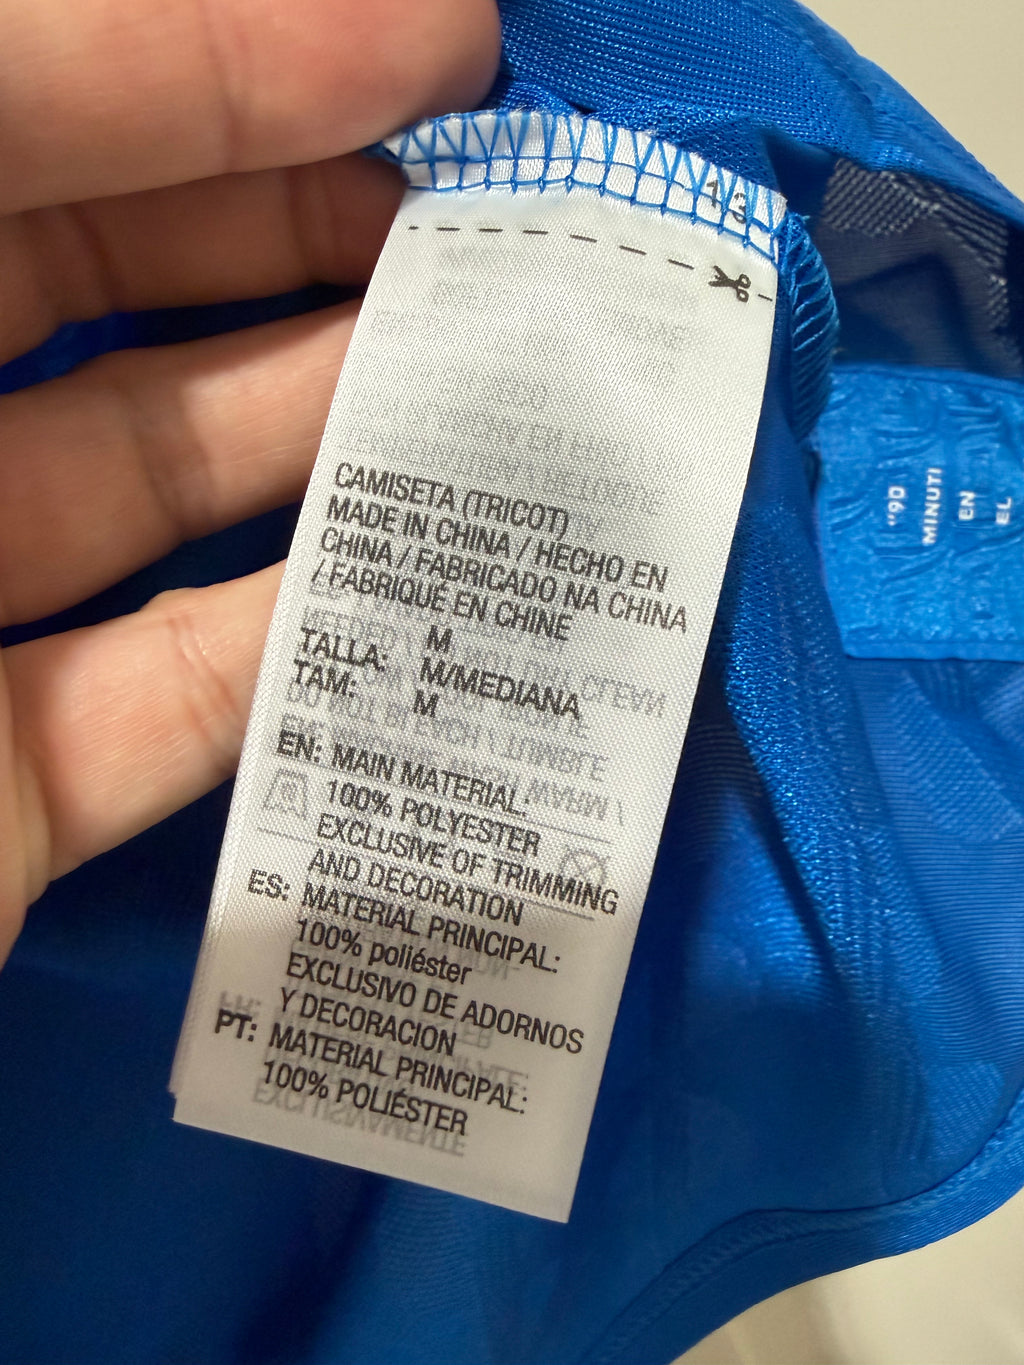 13
CAMISETA (TRICOT)
MADE IN CHINA / HECHO EN
CHINA / FABRICADO NA CHINA
/ FABRIQUÉ EN CHINE
M
TALLA: M/MEDIANA
TAM: M
EN: MAIN MATERIAL:
100% POLYESTER
EXCLUSIVE OF TRIMMING
AND DECORATION
ES: MATERIAL PRINCIPAL:
100% poliéster
EXCLUSIVO DE ADORNOS
Y DECORACION
PT: MATERIAL PRINCIPAL:
100% POLIÉSTER
"90
MINUTI
EN
EL